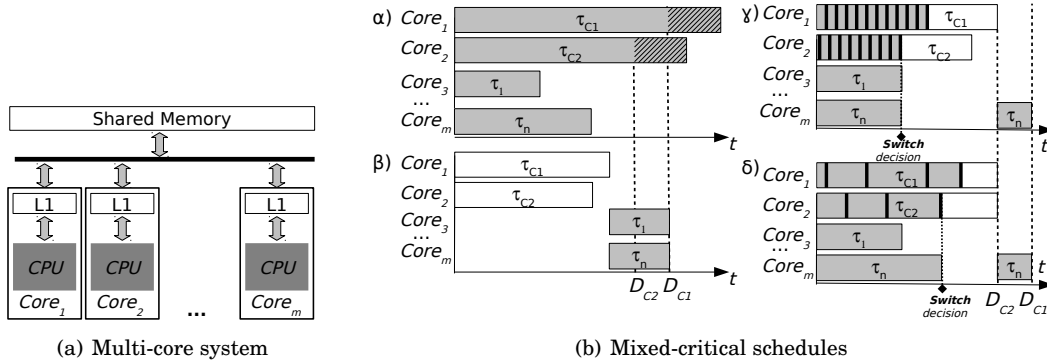 Shared Memory
L1 L1 L1
CPU CPU CPU
Core1 Core2 ... Corem
(a) Multi-core system
α) Core1 τC1
Core2 τC2
Core3 τ1
...
Corem τn
t
β) Core1 τC1
Core2 τC2
Core3 τ1
...
Corem τn
t
DC2 DC1
ɣ) Core1
Core2
Core3 τ1
...
Corem τn τn
t
Switch
decision
δ) Core1 τC1
Core2 τC2
Core3 τ1
...
Corem τn τn
t
Switch
decision
DC2 DC1
(b) Mixed-critical schedules